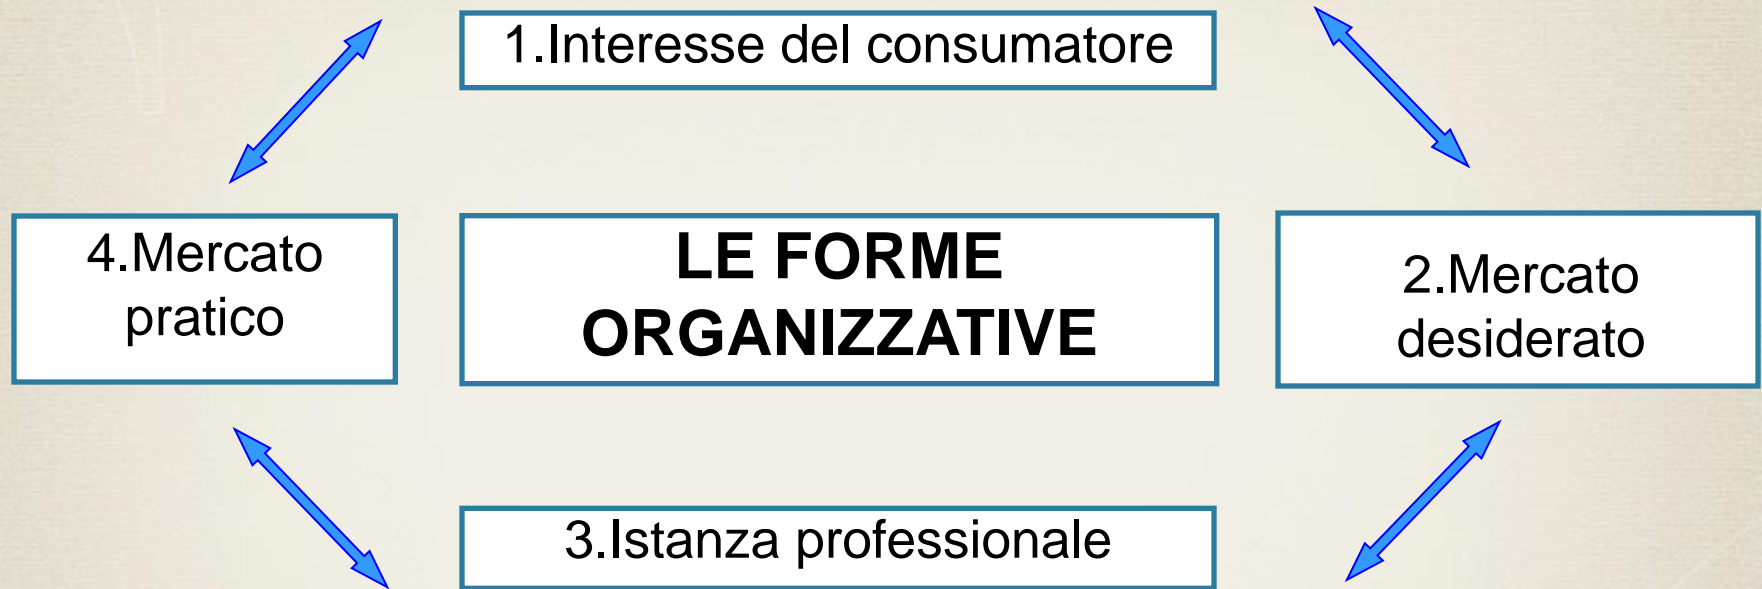 1.Interesse del consumatore
4.Mercato
pratico
LE FORME
ORGANIZZATIVE
2.Mercato
desiderato
3.Istanza professionale